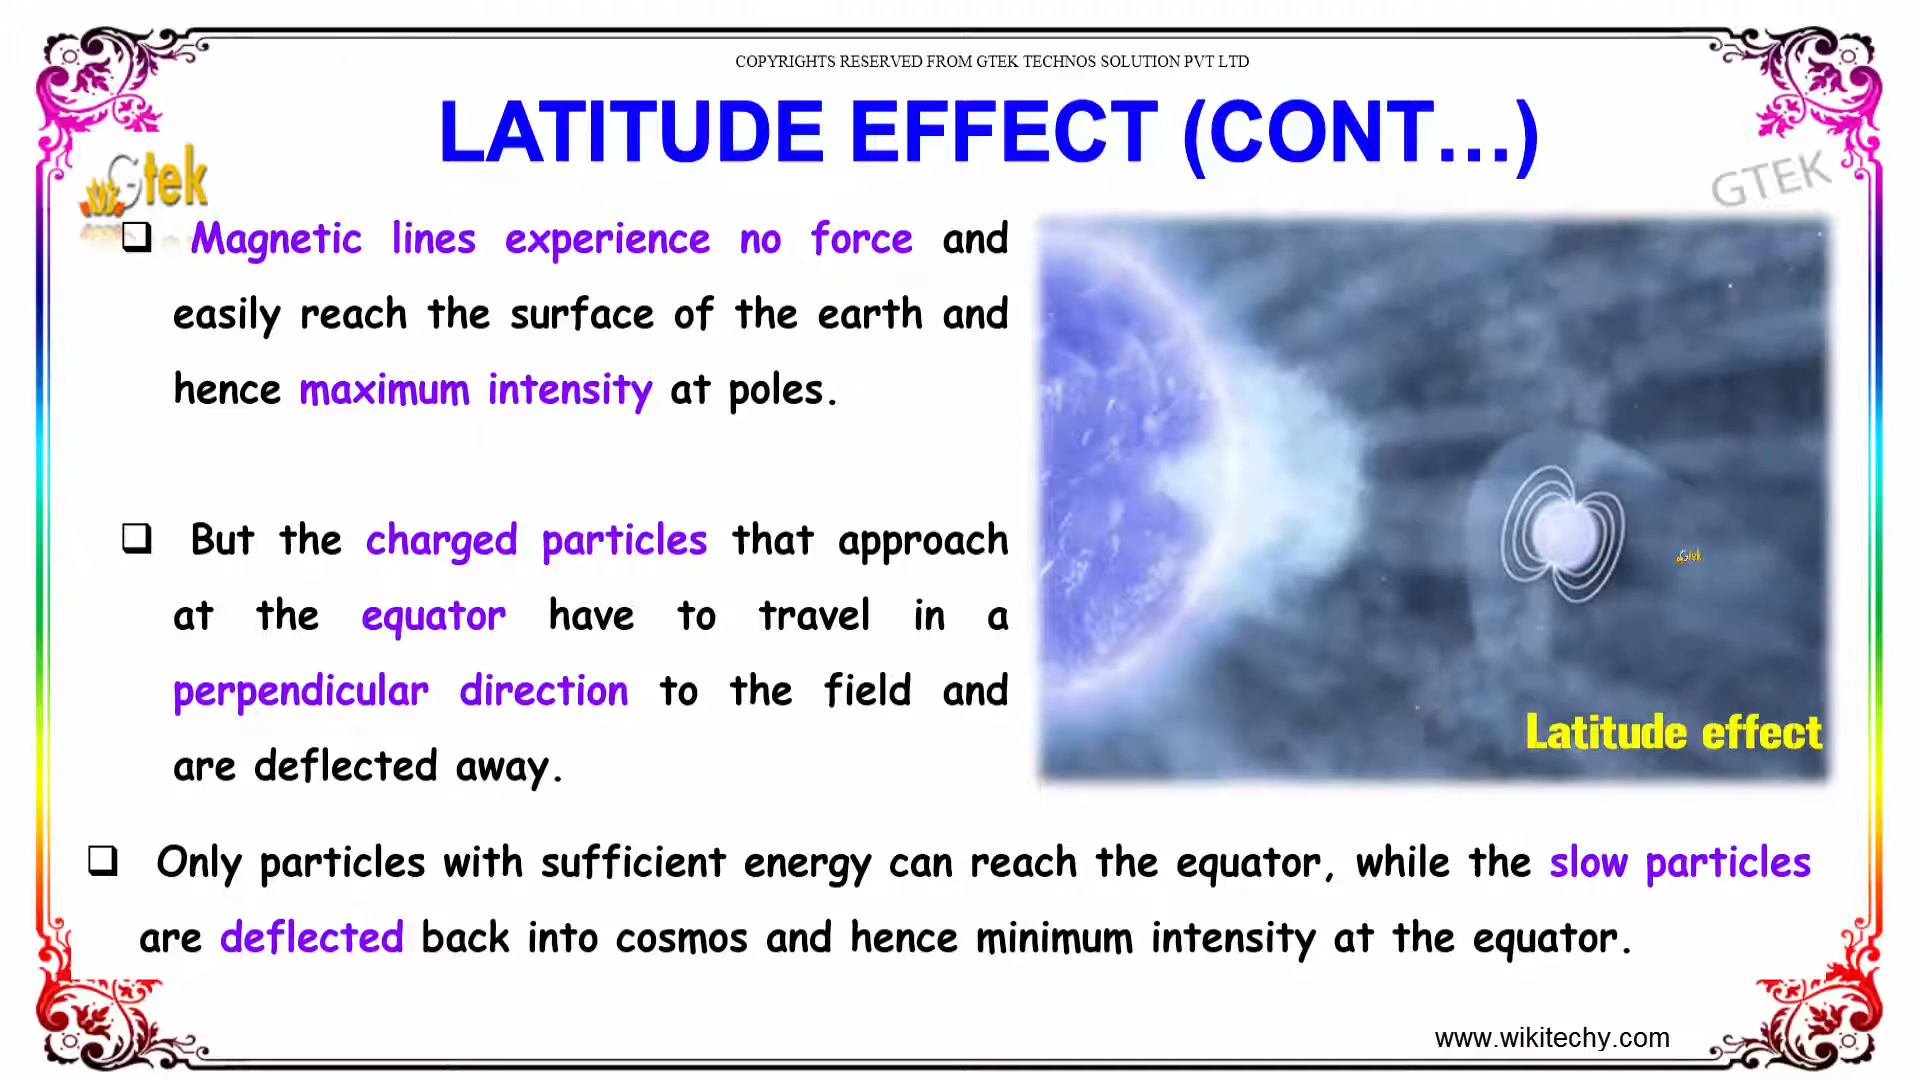 COPYRIGHTS RESERVED FROM GTEK TECHNOS SOLUTION PVT LTD
LATITUDE EFFECT (CONT...)
Gtek
GTEK
Magnetic lines experience no force and
easily reach the surface of the earth and
hence maximum intensity at poles.
But the charged particles that approach
at the equator have to travel in a
perpendicular direction to the field and
are deflected away.
Gtek
Latitude effect
Only particles with sufficient energy can reach the equator, while the slow particles
are deflected back into cosmos and hence minimum intensity at the equator.
www.wikitechy.com